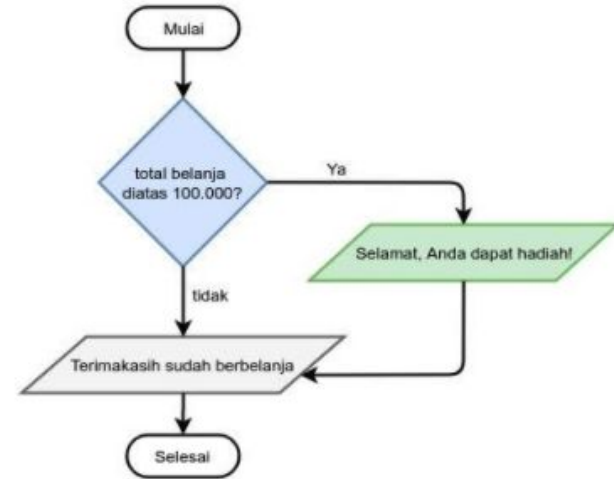 Mulai
total belanja
diatas 100.000?
Ya
Selamat, Anda dapat hadiah!
tidak
Terimakasih sudah berbelanja
Selesai